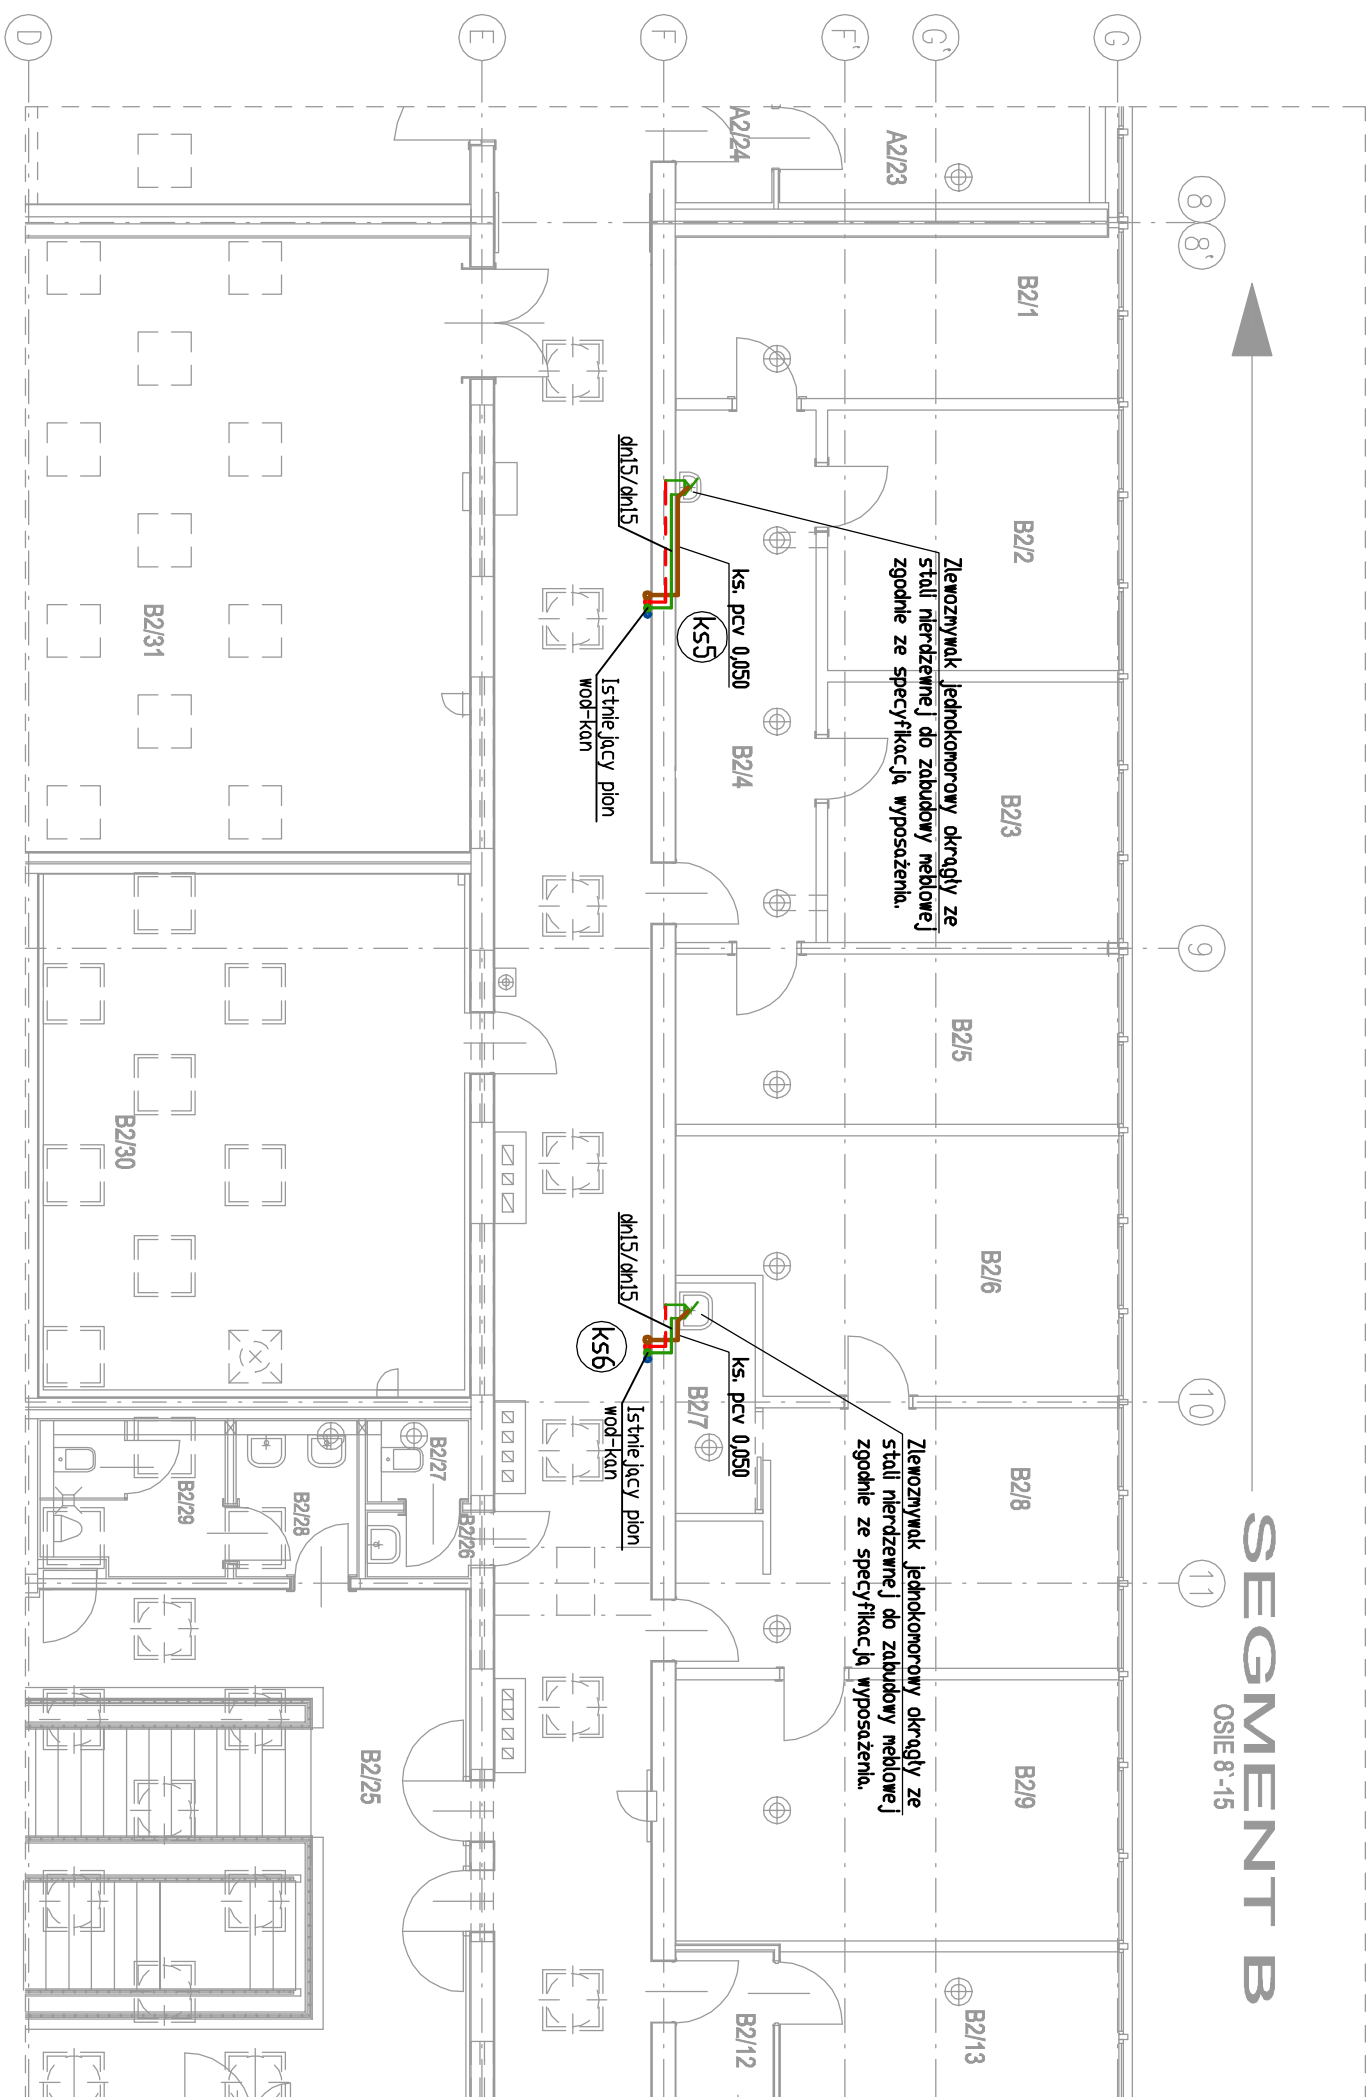 SEGMENT B
OSIE 8`-15
8
8`
9
10
11
G
G`
F`
F
E
D
A2/23
A2/24
B2/1
B2/2
B2/3
B2/4
B2/5
B2/6
B2/7
B2/8
B2/9
B2/12
B2/13
B2/25
B2/26
B2/27
B2/28
B2/29
B2/30
B2/31
Zlewozmywak jednokomorowy okrągły ze
stali nierdzewnej do zabudowy meblowej
zgodnie ze specyfikacją wyposażenia.
ks. pcv 0,050
ks5
dn15/dn15
Istniejący pion
wod-kan
Zlewozmywak jednokomorowy okrągły ze
stali nierdzewnej do zabudowy meblowej
zgodnie ze specyfikacją wyposażenia.
ks. pcv 0,050
ks6
dn15/dn15
Istniejący pion
wod-kan